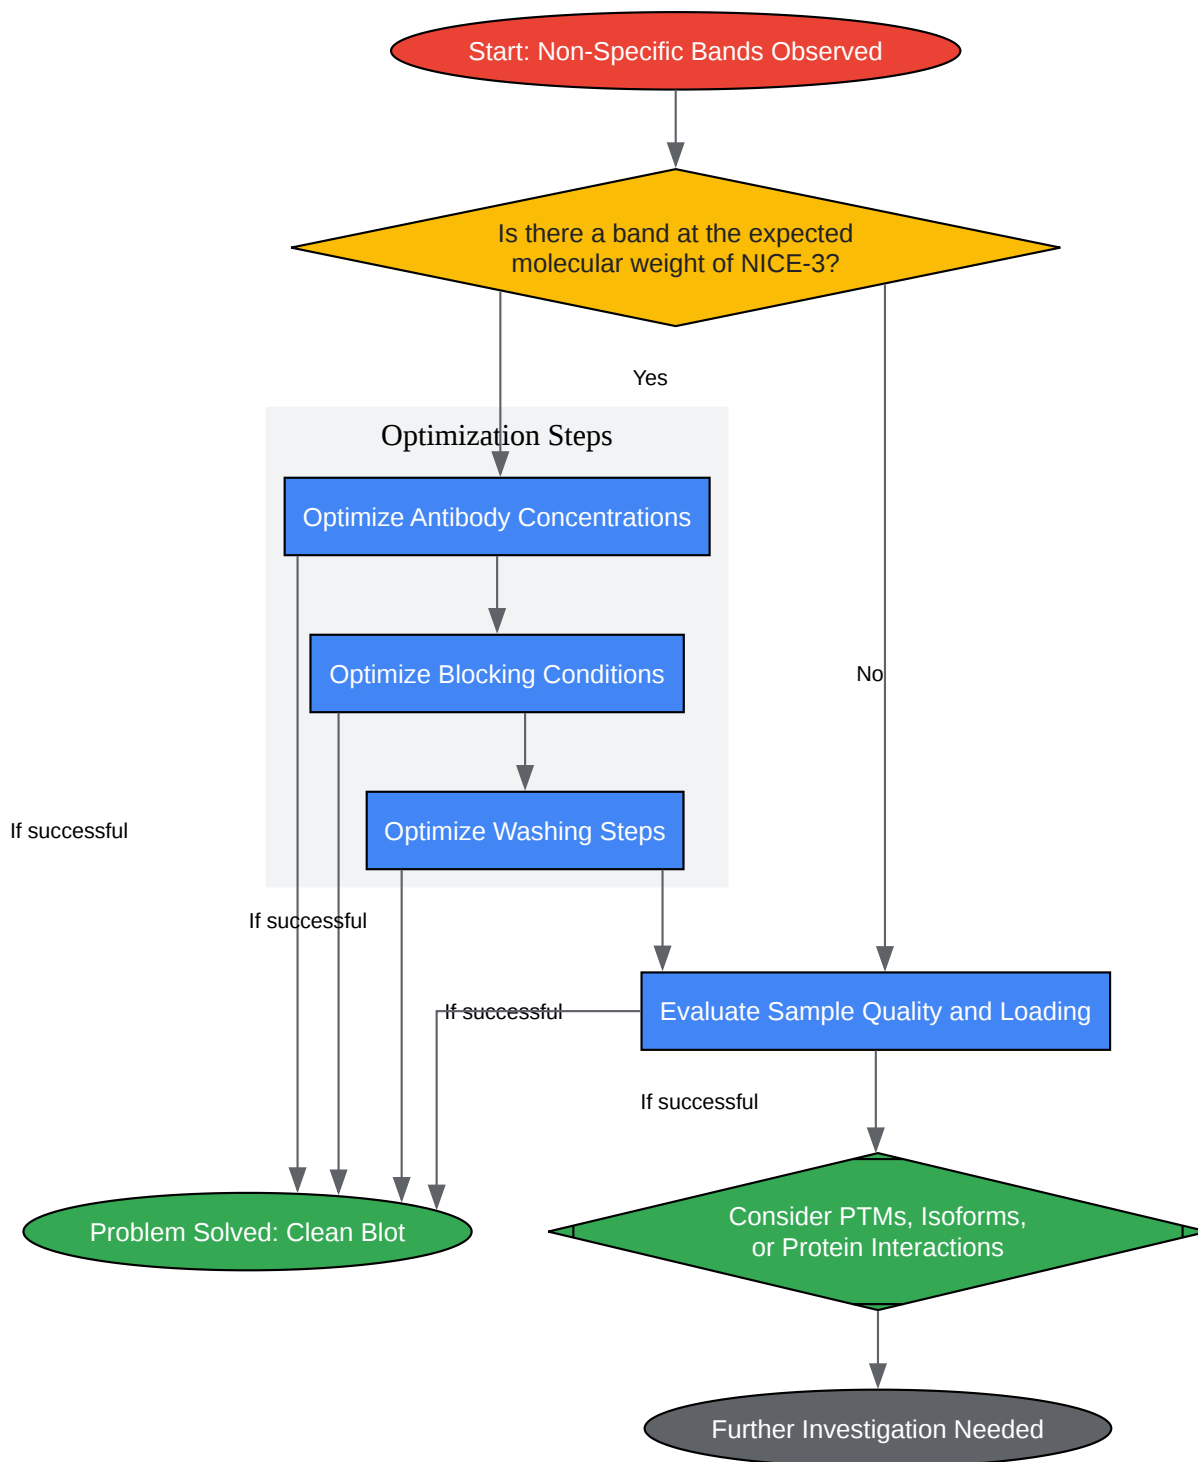 Start: Non-Specific Bands Observed
Is there a band at the expected
molecular weight of NICE-3?
Yes
Optimization Steps
Optimize Antibody Concentrations
Optimize Blocking Conditions
No
Optimize Washing Steps
If successful
If successful
If successful
Evaluate Sample Quality and Loading
If successful
Consider PTMs, Isoforms,
or Protein Interactions
Problem Solved: Clean Blot
Further Investigation Needed